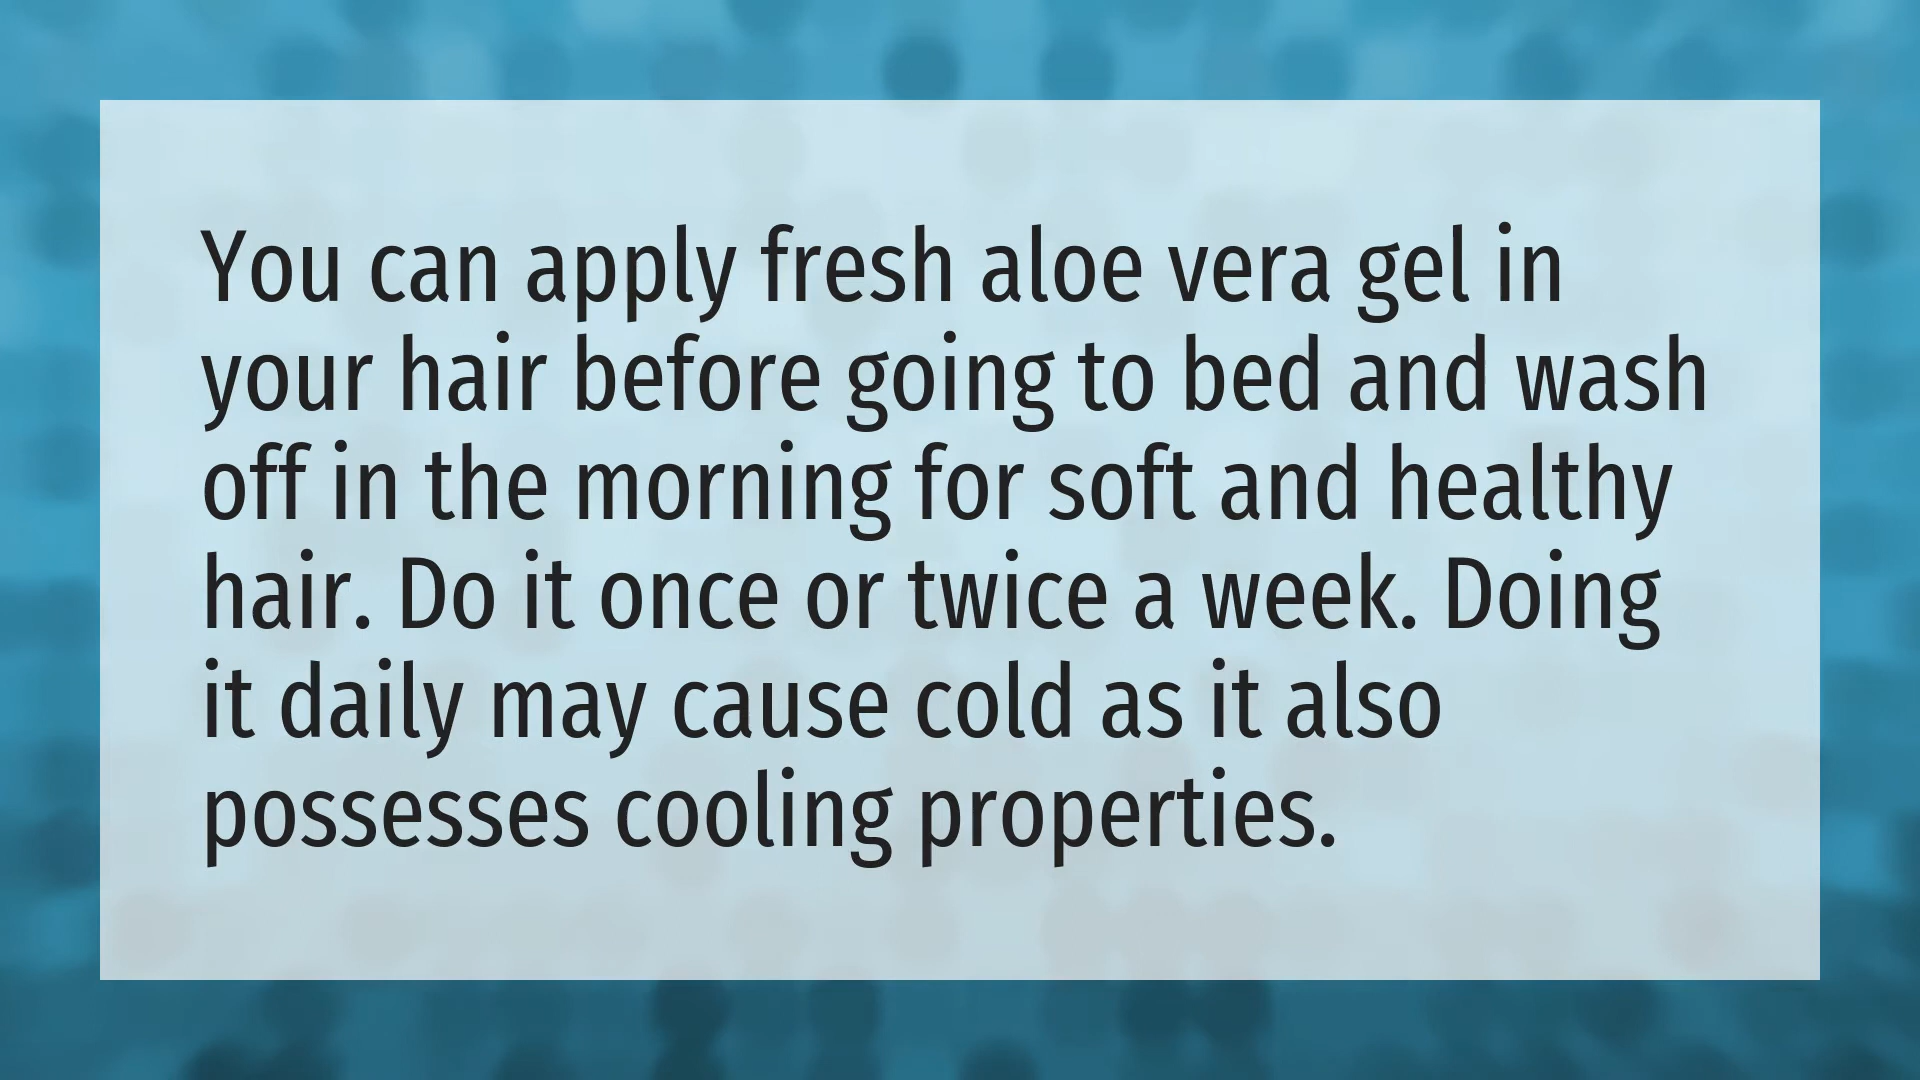 You can apply fresh aloe vera gel in
your hair before going to bed and wash
off in the morning for soft and healthy
hair. Do it once or twice a week. Doing
it daily may cause cold as it also
possesses cooling properties.